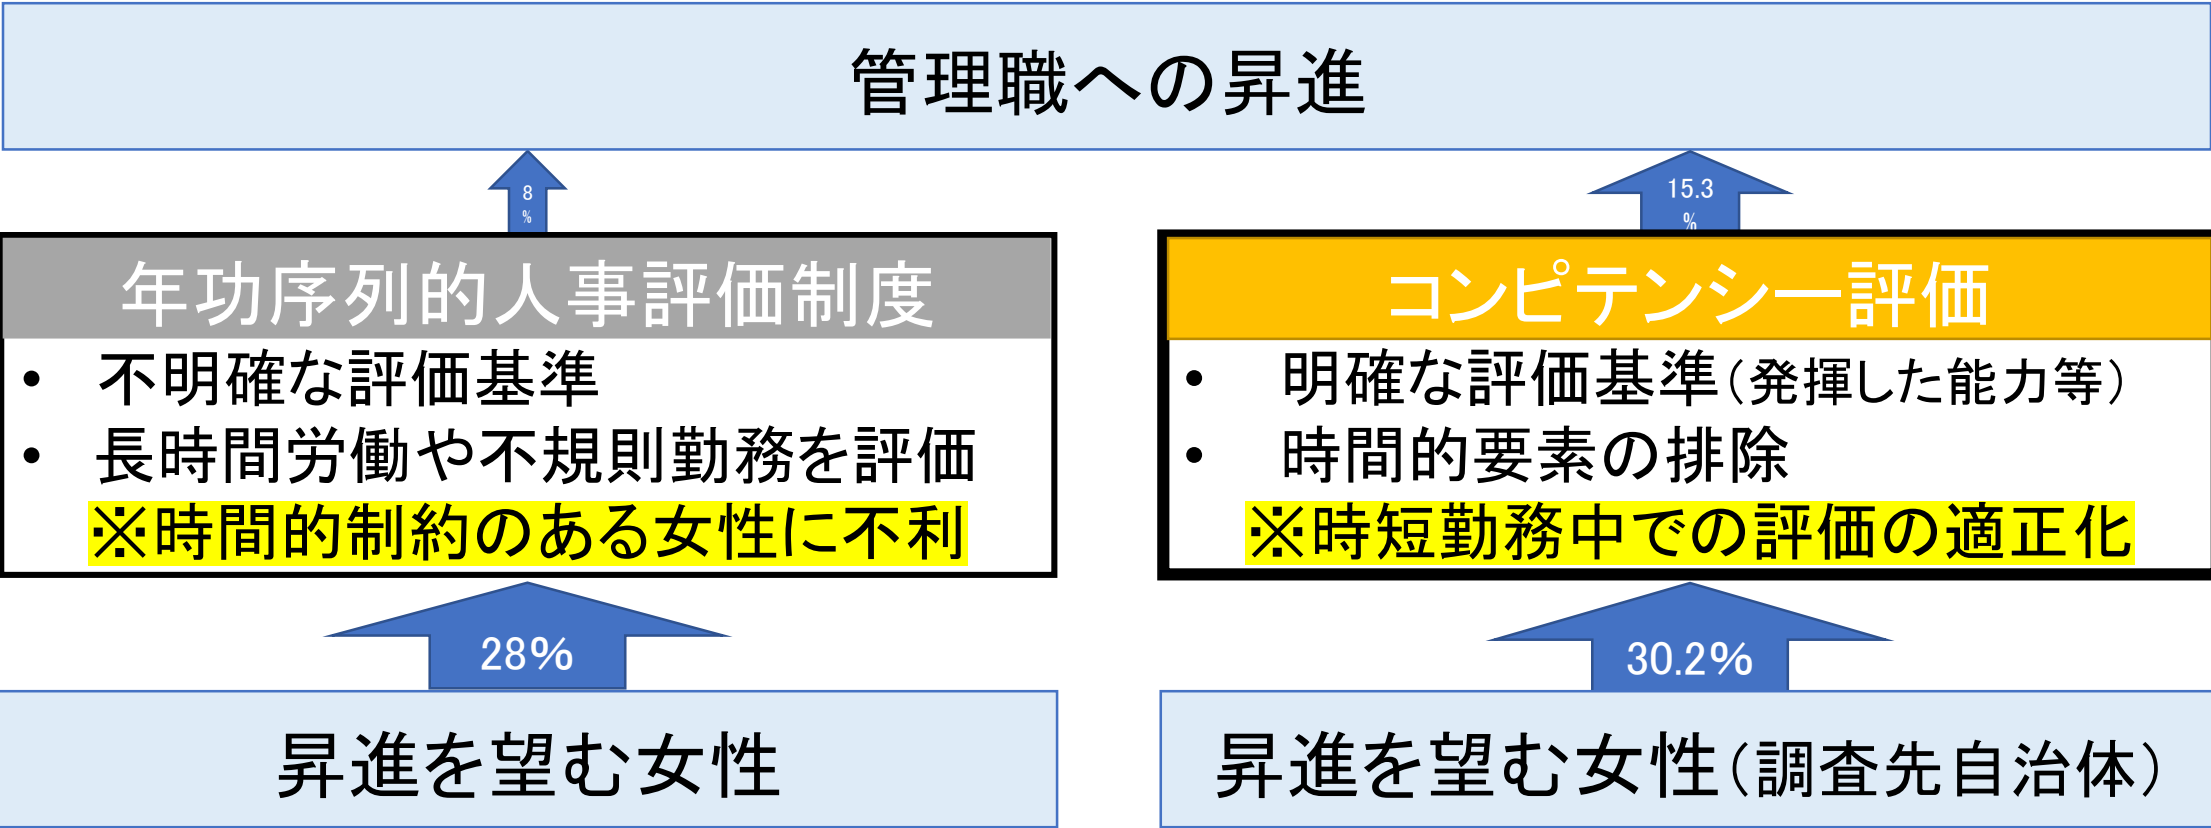 管理職への昇進
8
%
15.3
%
年功序列的人事評価制度
• 不明確な評価基準
• 長時間労働や不規則勤務を評価
※時間的制約のある女性に不利
コンピテンシー評価
• 明確な評価基準（発揮した能力等）
• 時間的要素の排除
※時短勤務中での評価の適正化
28%
30.2%
昇進を望む女性
昇進を望む女性（調査先自治体）